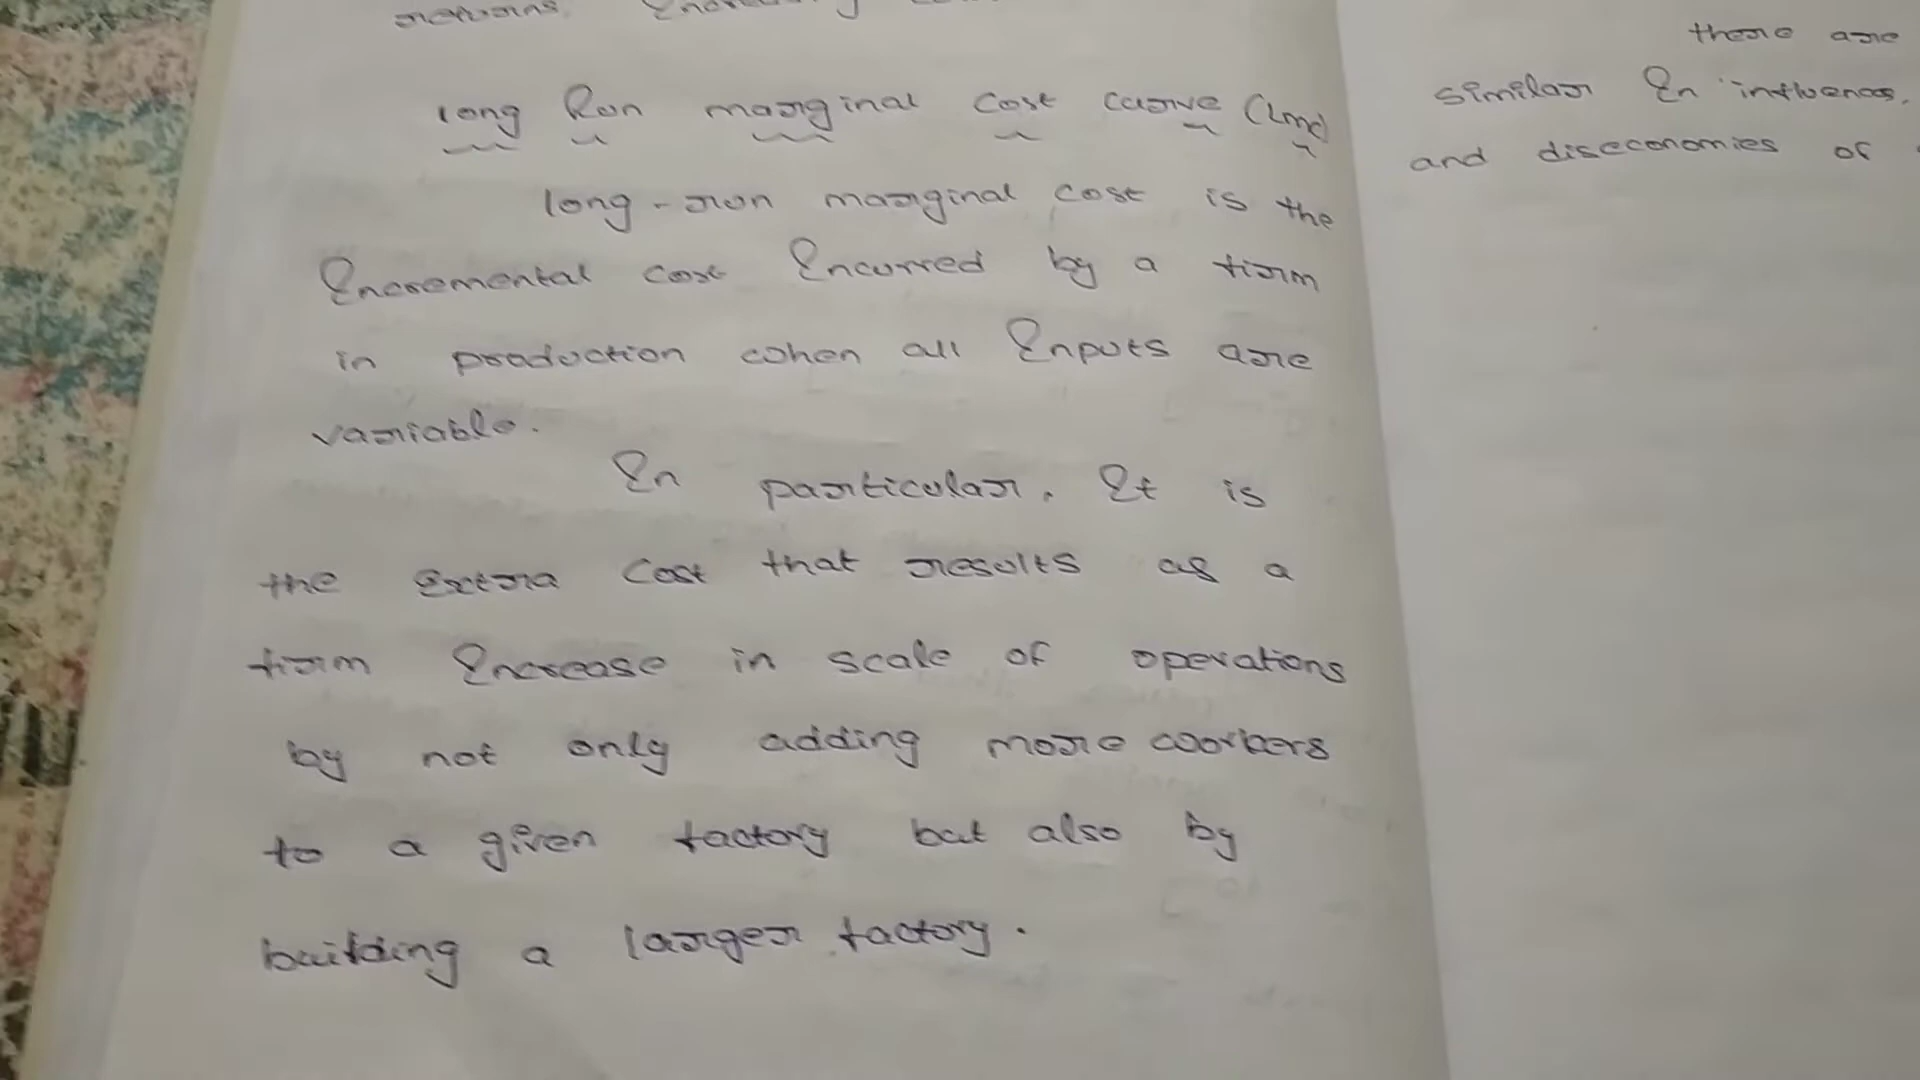 returns.
long Run marginal cost curve (Lmc)
long-run marginal cost is the
Incremental cost Incurred by a firm
in production when all Inputs are
variable.
In particular. It is
the Extra Cost that results as a
firm Increase in scale of operations
by not only adding more workers
to a given factory but also by
building a larger factory.
there are
similar In influences,
and diseconomies of